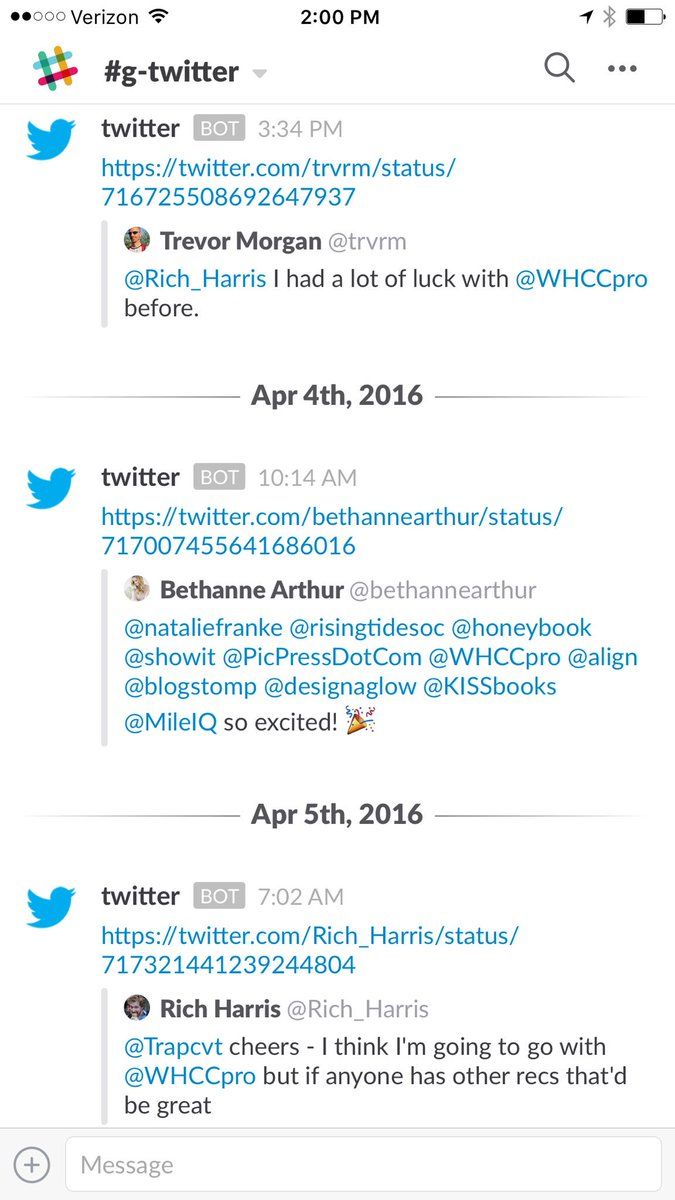 Verizon 2:00 PM
#g-twitter
twitter BOT 3:34 PM
https://twitter.com/trvrm/status/
716725508692647937
Trevor Morgan @trvrm
@Rich_Harris I had a lot of luck with @WHCCpro
before.
Apr 4th, 2016
twitter BOT 10:14 AM
https://twitter.com/bethannearthur/status/
717007455641686016
Bethanne Arthur @bethannearthur
@nataliefranke @risingtidesoc @honeybook
@showit @PicPressDotCom @WHCCpro @align
@blogstomp @designaglow @KISSbooks
@MileIQ so excited! 🎉
Apr 5th, 2016
twitter BOT 7:02 AM
https://twitter.com/Rich_Harris/status/
717321441239244804
Rich Harris @Rich_Harris
@Trapcvt cheers - I think I'm going to go with
@WHCCpro but if anyone has other recs that'd
be great
Message